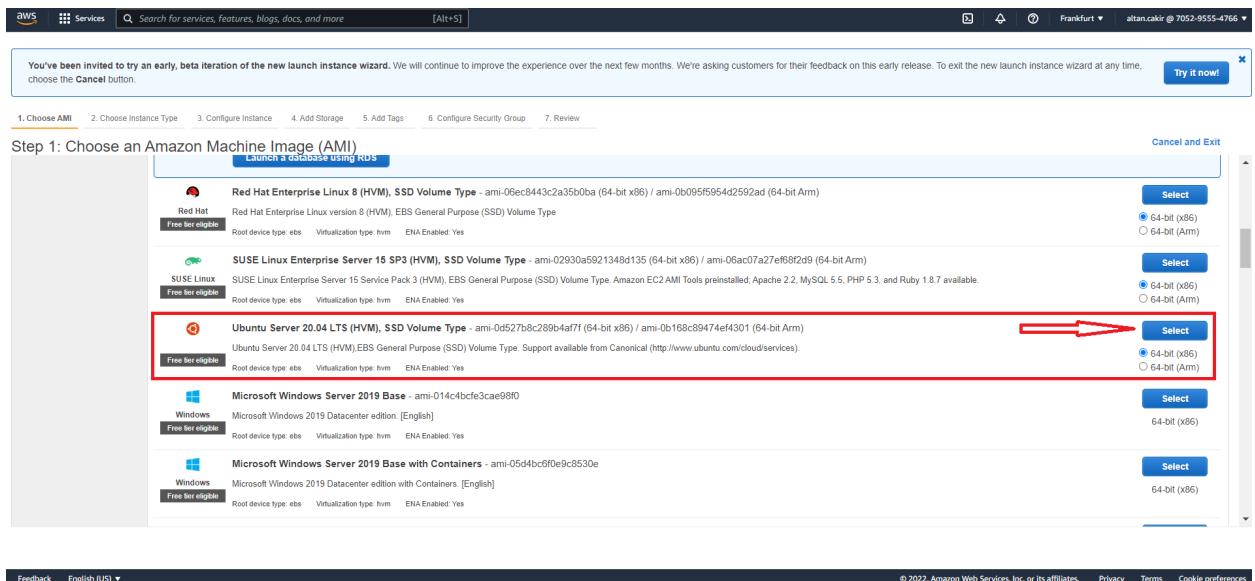 aws Services Search for services, features, blogs, docs, and more [Alt+S] Frankfurt ▼ altan.cakir @ 7052-9555-4766 ▼
You've been invited to try an early, beta iteration of the new launch instance wizard. We will continue to improve the experience over the next few months. We're asking customers for their feedback on this early release. To exit the new launch instance wizard at any time,
choose the Cancel button.
Try it now!
1. Choose AMI 2. Choose Instance Type 3. Configure Instance 4. Add Storage 5. Add Tags 6. Configure Security Group 7. Review
Step 1: Choose an Amazon Machine Image (AMI)
Cancel and Exit
Launch a database using RDS
Red Hat
Free tier eligible
Red Hat Enterprise Linux 8 (HVM), SSD Volume Type - ami-06ec8443c2a35b0ba (64-bit x86) / ami-0b095f5954d2592ad (64-bit Arm)
Red Hat Enterprise Linux version 8 (HVM), EBS General Purpose (SSD) Volume Type
Root device type: ebs Virtualization type: hvm ENA Enabled: Yes
Select
64-bit (x86)
64-bit (Arm)
SUSE Linux
Free tier eligible
SUSE Linux Enterprise Server 15 SP3 (HVM), SSD Volume Type - ami-02930a5921348d135 (64-bit x86) / ami-06ac07a27ef68f2d9 (64-bit Arm)
SUSE Linux Enterprise Server 15 Service Pack 3 (HVM), EBS General Purpose (SSD) Volume Type. Amazon EC2 AMI Tools preinstalled; Apache 2.2, MySQL 5.5, PHP 5.3, and Ruby 1.8.7 available.
Root device type: ebs Virtualization type: hvm ENA Enabled: Yes
Select
64-bit (x86)
64-bit (Arm)
Free tier eligible
Ubuntu Server 20.04 LTS (HVM), SSD Volume Type - ami-0d527b8c289b4af7f (64-bit x86) / ami-0b168c89474ef4301 (64-bit Arm)
Ubuntu Server 20.04 LTS (HVM),EBS General Purpose (SSD) Volume Type. Support available from Canonical (http://www.ubuntu.com/cloud/services).
Root device type: ebs Virtualization type: hvm ENA Enabled: Yes
Select
64-bit (x86)
64-bit (Arm)
Windows
Free tier eligible
Microsoft Windows Server 2019 Base - ami-014c4bcfe3cae98f0
Microsoft Windows 2019 Datacenter edition. [English]
Root device type: ebs Virtualization type: hvm ENA Enabled: Yes
Select
64-bit (x86)
Windows
Free tier eligible
Microsoft Windows Server 2019 Base with Containers - ami-05d4bc6f0e9c8530e
Microsoft Windows 2019 Datacenter edition with Containers. [English]
Root device type: ebs Virtualization type: hvm ENA Enabled: Yes
Select
64-bit (x86)
Feedback English (US) ▼ © 2022, Amazon Web Services, Inc. or its affiliates. Privacy Terms Cookie preferences